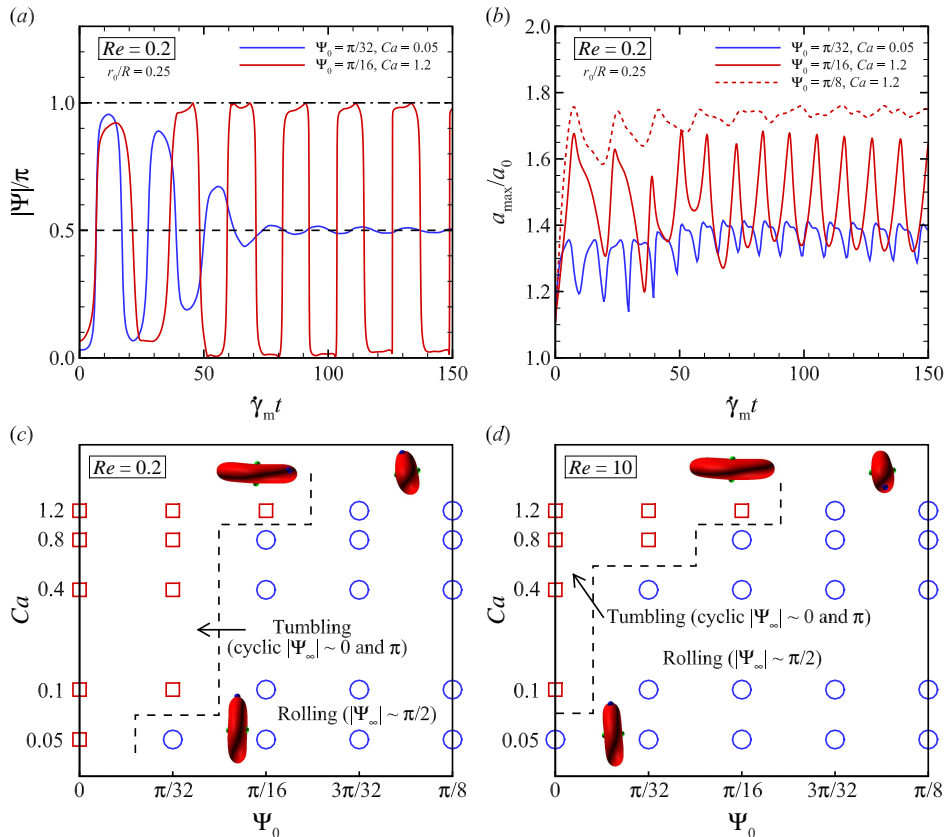 (a)
Re = 0.2
r₀/R = 0.25
Ψ₀ = π/32, Ca = 0.05
Ψ₀ = π/16, Ca = 1.2
|Ψ|/π
1.0
0.5
0.0
0
50
100
150
γ̇ₘt
(b)
Re = 0.2
r₀/R = 0.25
Ψ₀ = π/32, Ca = 0.05
Ψ₀ = π/16, Ca = 1.2
Ψ₀ = π/8, Ca = 1.2
aₘₐₓ/a₀
2.0
1.8
1.6
1.4
1.2
1.0
0
50
100
150
γ̇ₘt
(c)
Re = 0.2
Ca
1.2
0.8
0.4
0.1
0.05
Tumbling
(cyclic |Ψ∞| ~ 0 and π)
Rolling (|Ψ∞| ~ π/2)
0
π/32
π/16
3π/32
π/8
Ψ₀
(d)
Re = 10
Ca
1.2
0.8
0.4
0.1
0.05
Tumbling (cyclic |Ψ∞| ~ 0 and π)
Rolling (|Ψ∞| ~ π/2)
0
π/32
π/16
3π/32
π/8
Ψ₀